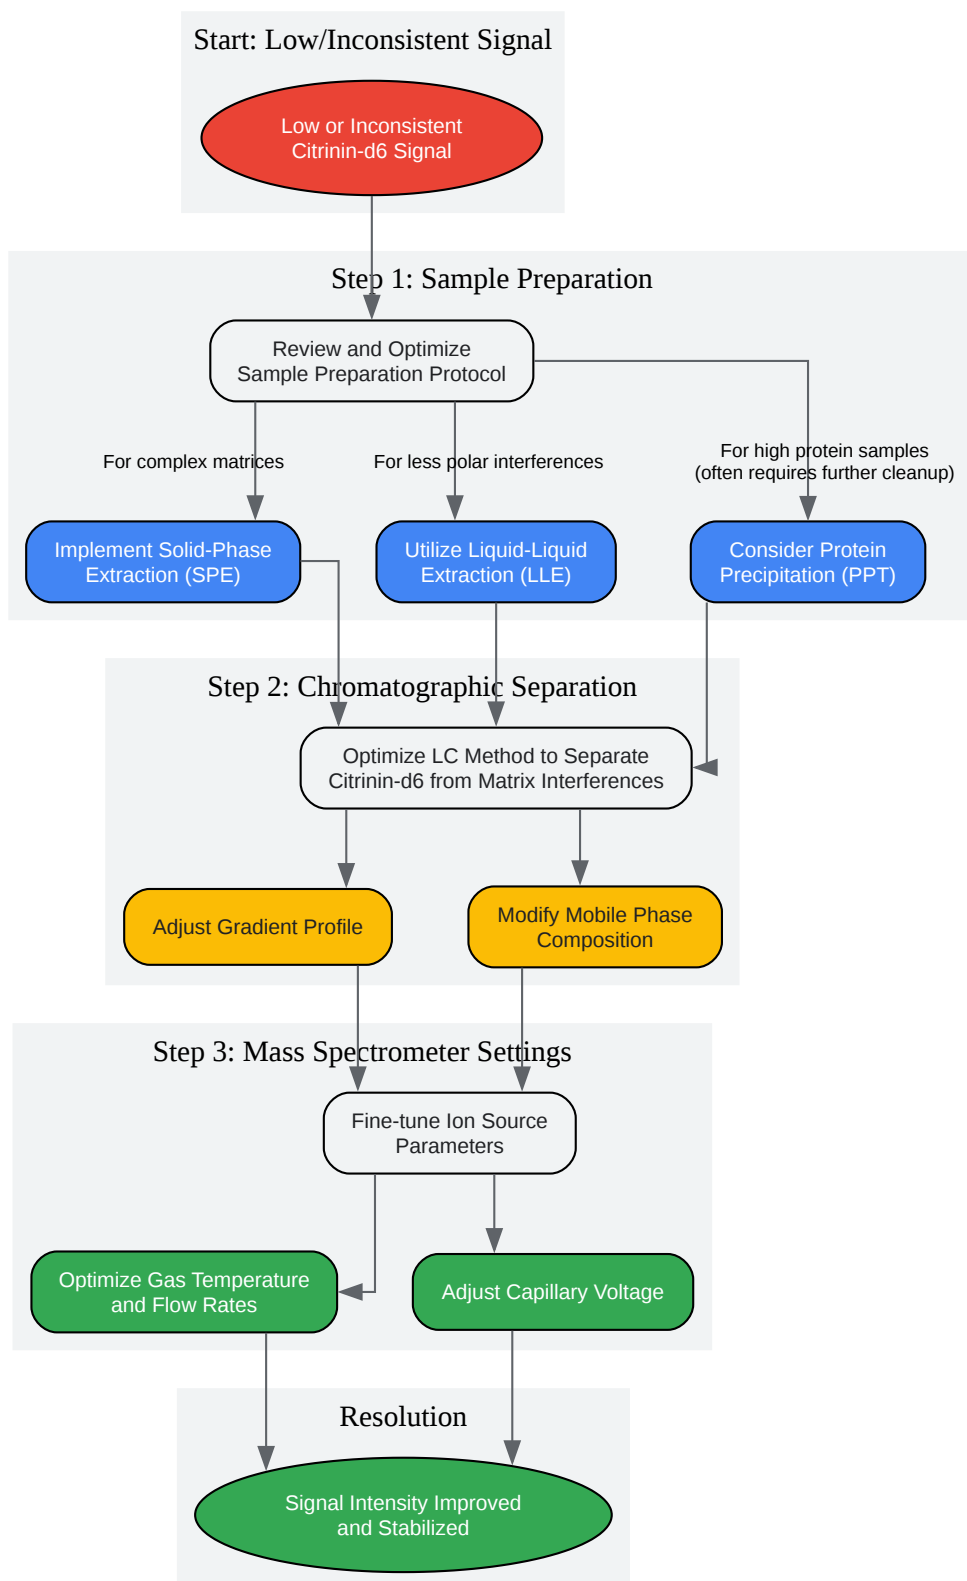 Start: Low/Inconsistent Signal
Low or Inconsistent
Citrinin-d6 Signal
Step 1: Sample Preparation
Review and Optimize
Sample Preparation Protocol
For complex matrices
For less polar interferences
For high protein samples
(often requires further cleanup)
Implement Solid-Phase
Extraction (SPE)
Utilize Liquid-Liquid
Extraction (LLE)
Consider Protein
Precipitation (PPT)
Step 2: Chromatographic Separation
Optimize LC Method to Separate
Citrinin-d6 from Matrix Interferences
Adjust Gradient Profile
Modify Mobile Phase
Composition
Step 3: Mass Spectrometer Settings
Fine-tune Ion Source
Parameters
Optimize Gas Temperature
and Flow Rates
Adjust Capillary Voltage
Resolution
Signal Intensity Improved
and Stabilized